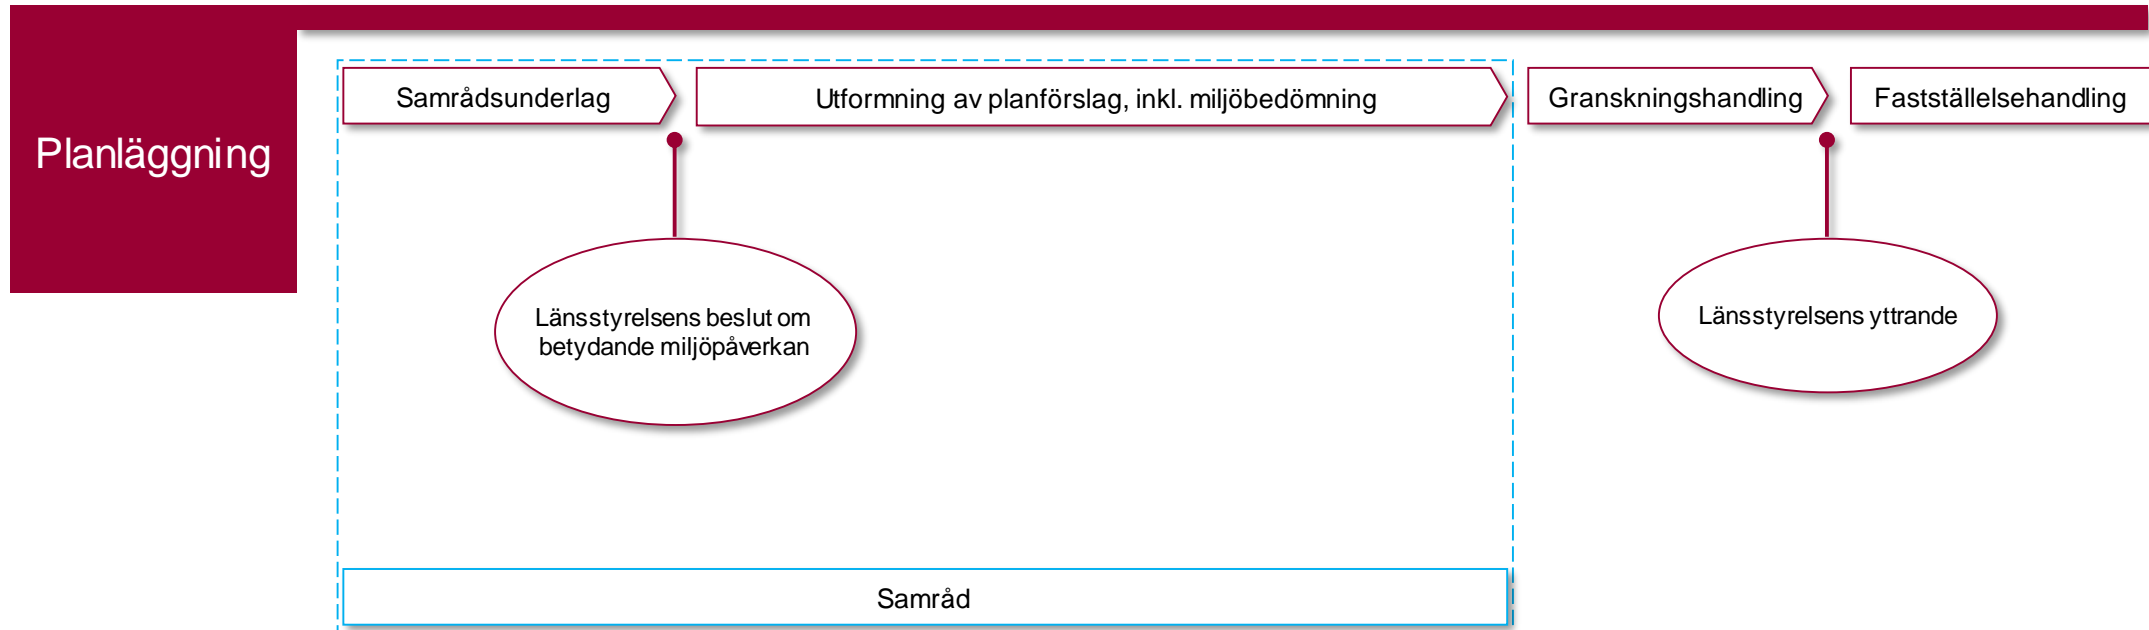 Planläggning
Samrådsunderlag
Utformning av planförslag, inkl. miljöbedömning
Granskningshandling
Fastställelsehandling
Länsstyrelsens beslut om
betydande miljöpåverkan
Länsstyrelsens yttrande
Samråd